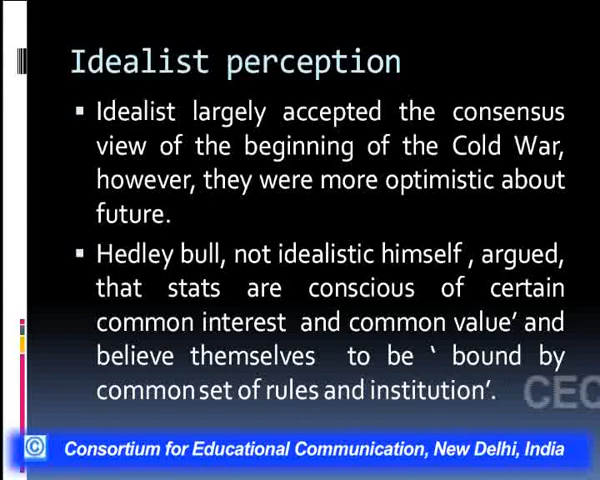 Idealist perception
▪ Idealist largely accepted the consensus
view of the beginning of the Cold War,
however, they were more optimistic about
future.
▪ Hedley bull, not idealistic himself , argued,
that stats are conscious of certain
common interest and common value’ and
believe themselves to be ‘ bound by
common set of rules and institution’.
CEC
© Consortium for Educational Communication, New Delhi, India